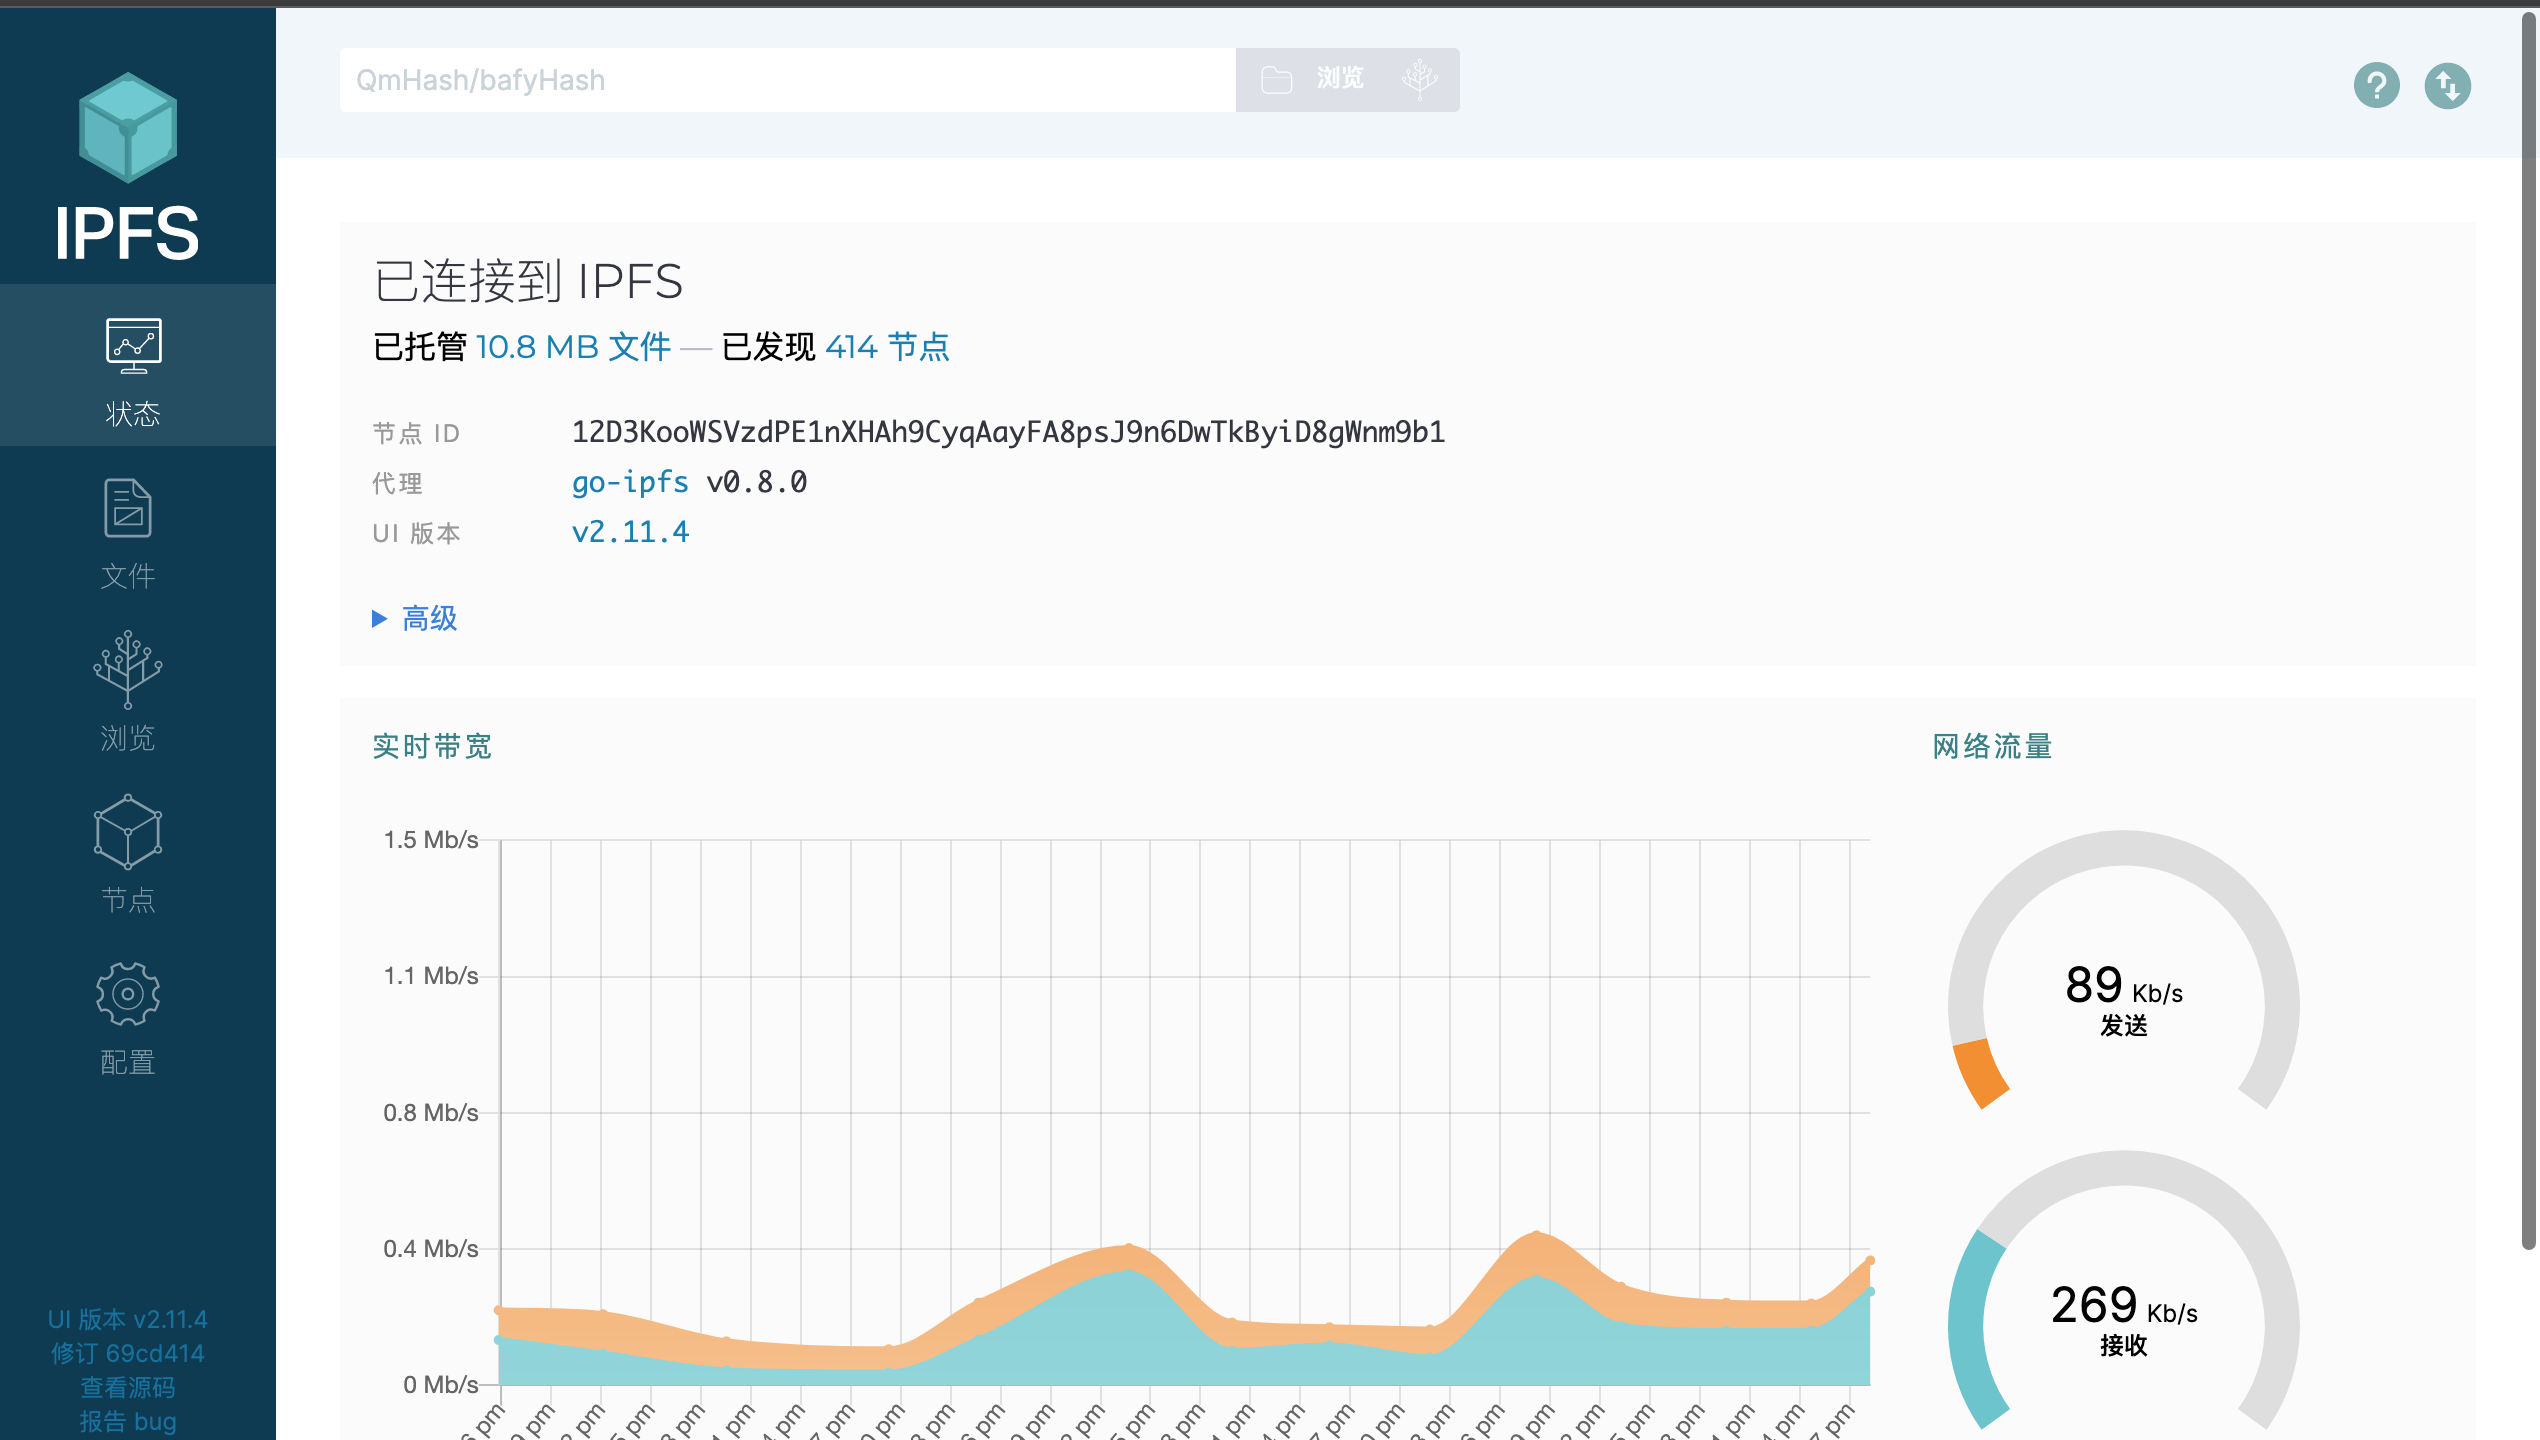 IPFS
状态
文件
浏览
节点
配置
UI 版本 v2.11.4
修订 69cd414
查看源码
报告 bug
QmHash/bafyHash
浏览
已连接到 IPFS
已托管 10.8 MB 文件 — 已发现 414 节点
节点 ID 12D3KooWSVzdPE1nXHAh9CyqAayFA8psJ9n6DwTkByiD8gWnm9b1
代理 go-ipfs v0.8.0
UI 版本 v2.11.4
高级
实时带宽
1.5 Mb/s
1.1 Mb/s
0.8 Mb/s
0.4 Mb/s
0 Mb/s
网络流量
89 Kb/s
发送
269 Kb/s
接收